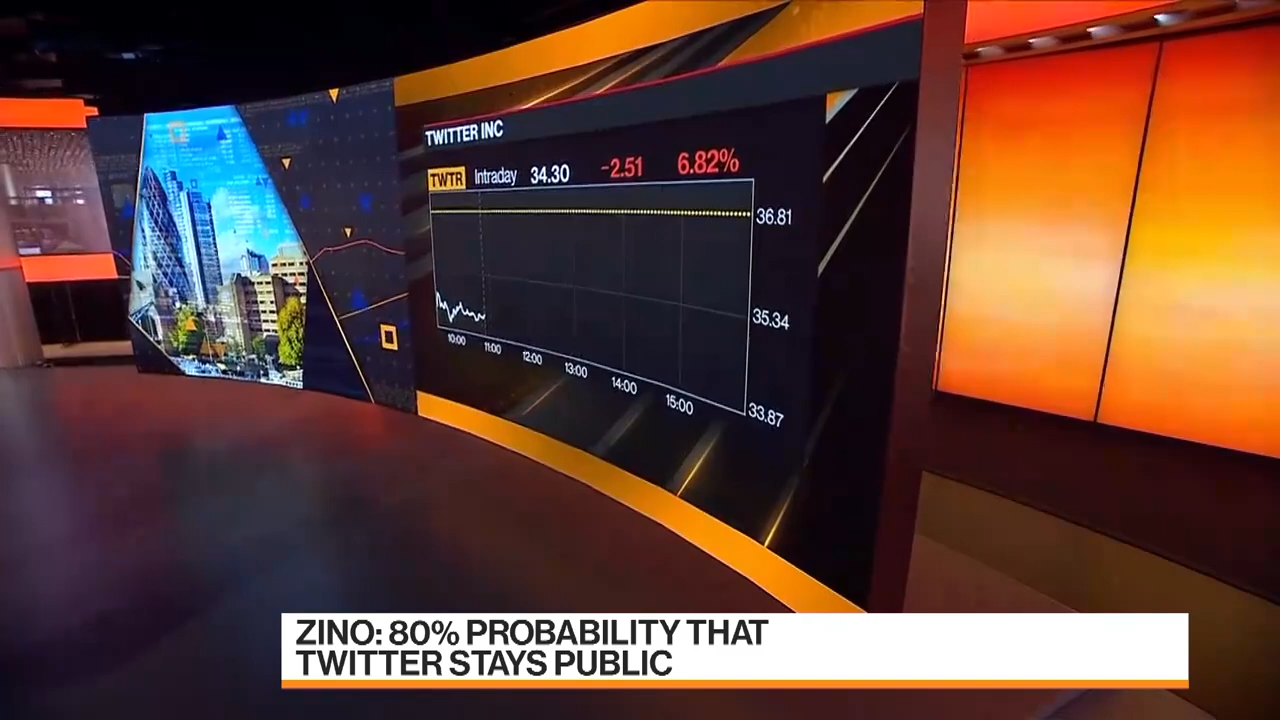 TWITTER INC
TWTR Intraday 34.30 -2.51 6.82%
36.81
35.34
33.87
10:00 11:00 12:00 13:00 14:00 15:00
ZINO: 80% PROBABILITY THAT
TWITTER STAYS PUBLIC